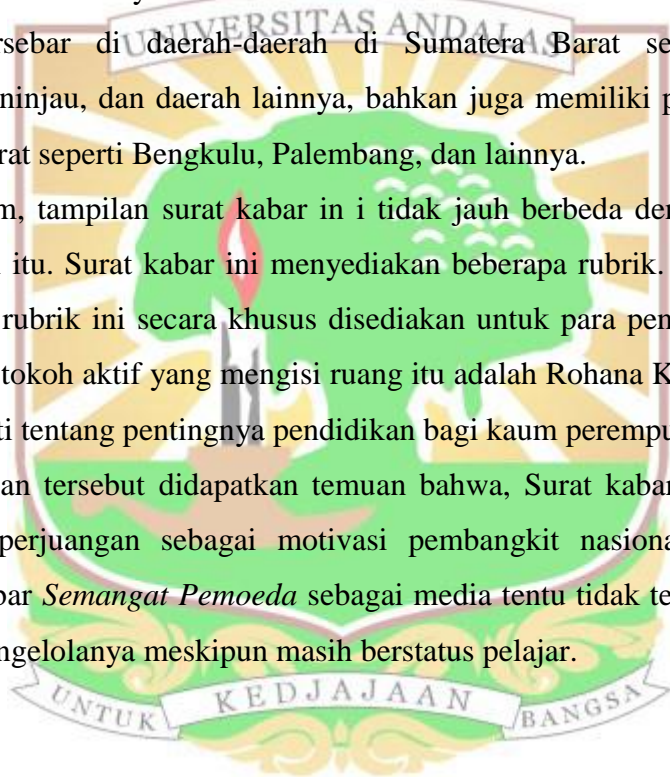 UNIVERSITAS ANDALAS
rsebar di daerah-daerah di Sumatera Barat se
ninjau, dan daerah lainnya, bahkan juga memiliki p
rat seperti Bengkulu, Palembang, dan lainnya.
m, tampilan surat kabar in i tidak jauh berbeda den
itu. Surat kabar ini menyediakan beberapa rubrik.
rubrik ini secara khusus disediakan untuk para pen
tokoh aktif yang mengisi ruang itu adalah Rohana K
ti tentang pentingnya pendidikan bagi kaum perempu
an tersebut didapatkan temuan bahwa, Surat kabar
perjuangan sebagai motivasi pembangkit nasiona
bar Semangat Pemoeda sebagai media tentu tidak te
ngelolanya meskipun masih berstatus pelajar.
UNTUK KEDJAJAAN BANGSA